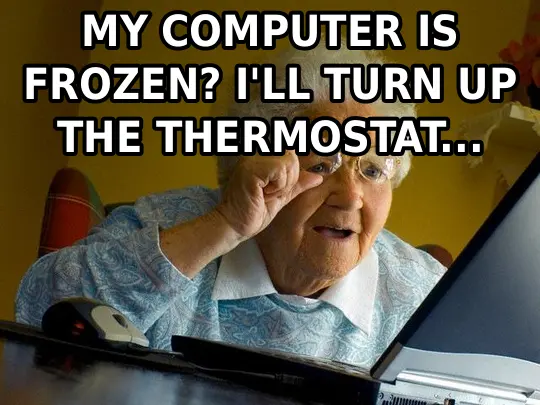 MY COMPUTER IS
FROZEN? I'LL TURN UP
THE THERMOSTAT...